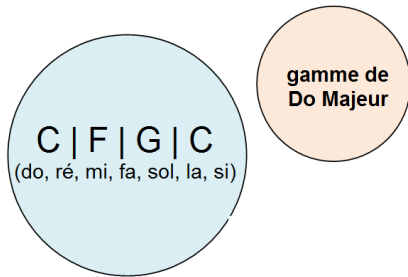 C | F | G | C
(do, ré, mi, fa, sol, la, si)
gamme de
Do Majeur